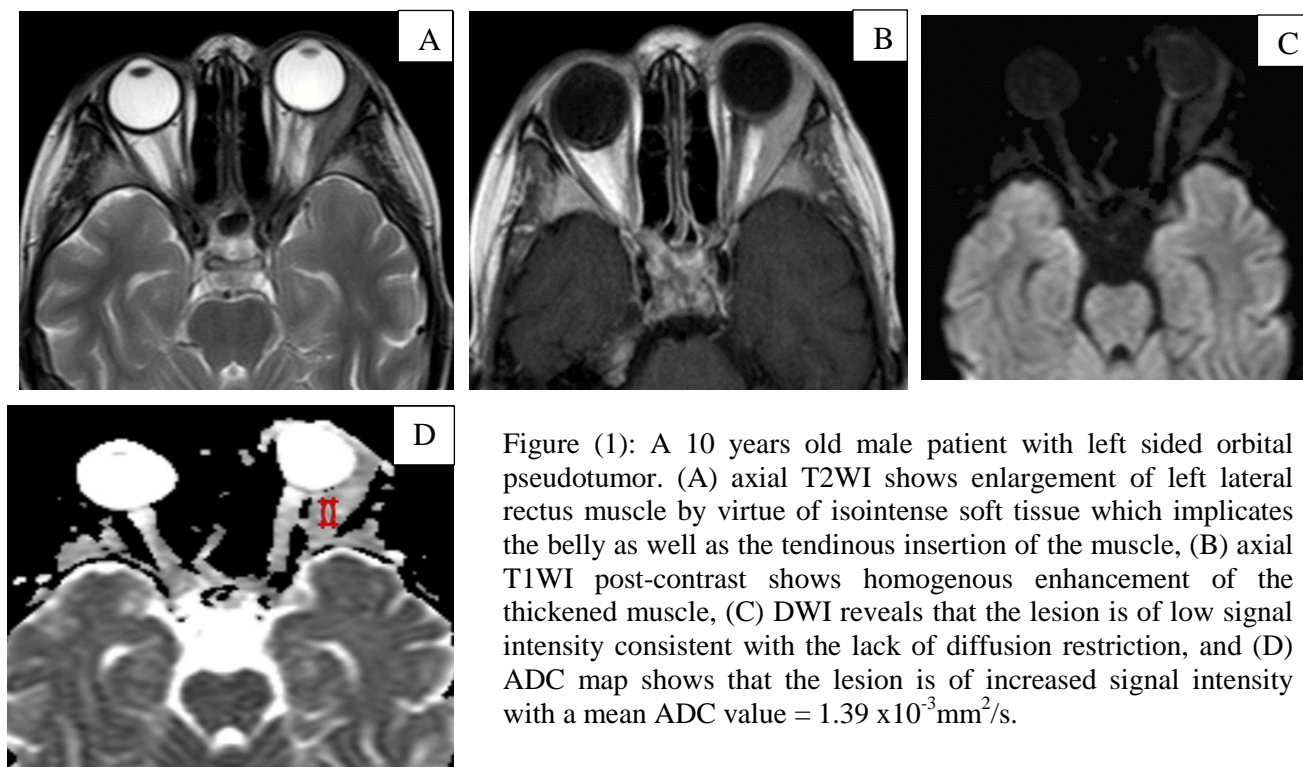 A
B
C
D
Figure (1): A 10 years old male patient with left sided orbital
pseudotumor. (A) axial T2WI shows enlargement of left lateral
rectus muscle by virtue of isointense soft tissue which implicates
the belly as well as the tendinous insertion of the muscle, (B) axial
T1WI post-contrast shows homogenous enhancement of the
thickened muscle, (C) DWI reveals that the lesion is of low signal
intensity consistent with the lack of diffusion restriction, and (D)
ADC map shows that the lesion is of increased signal intensity
with a mean ADC value = 1.39 x10⁻³mm²/s.